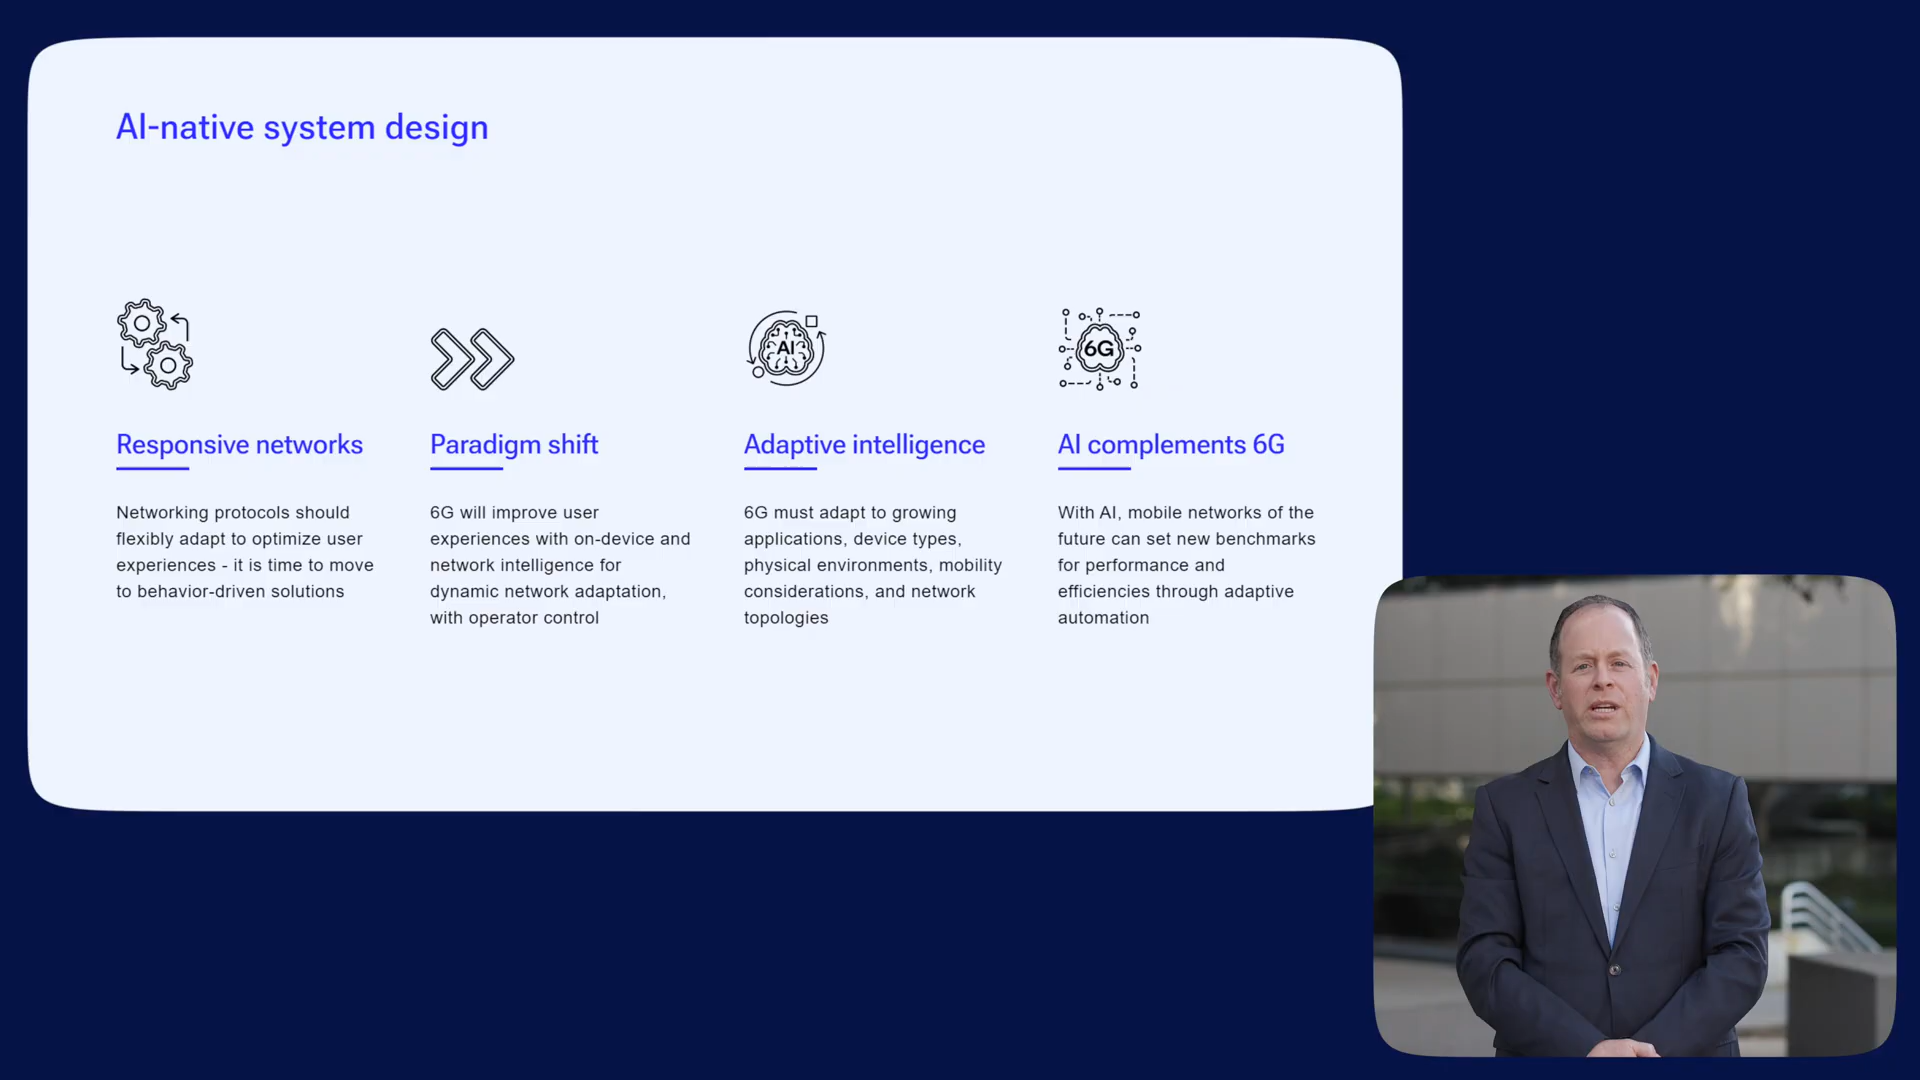 AI-native system design
AI
6G
Responsive networks
Networking protocols should
flexibly adapt to optimize user
experiences - it is time to move
to behavior-driven solutions
Paradigm shift
6G will improve user
experiences with on-device and
network intelligence for
dynamic network adaptation,
with operator control
Adaptive intelligence
6G must adapt to growing
applications, device types,
physical environments, mobility
considerations, and network
topologies
AI complements 6G
With AI, mobile networks of the
future can set new benchmarks
for performance and
efficiencies through adaptive
automation